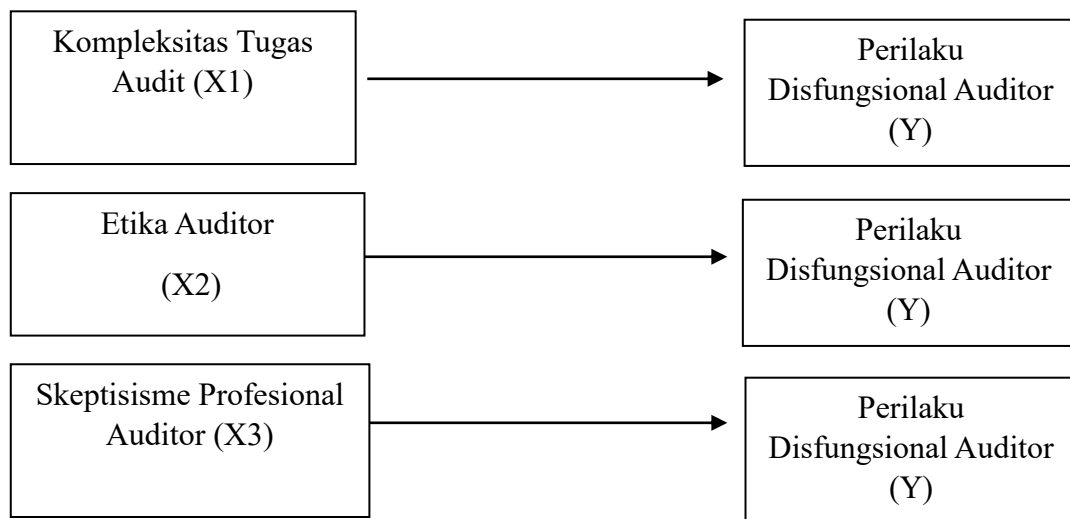 Kompleksitas Tugas
Audit (X1)
Perilaku
Disfungsional Auditor
(Y)
Etika Auditor
(X2)
Perilaku
Disfungsional Auditor
(Y)
Skeptisisme Profesional
Auditor (X3)
Perilaku
Disfungsional Auditor
(Y)